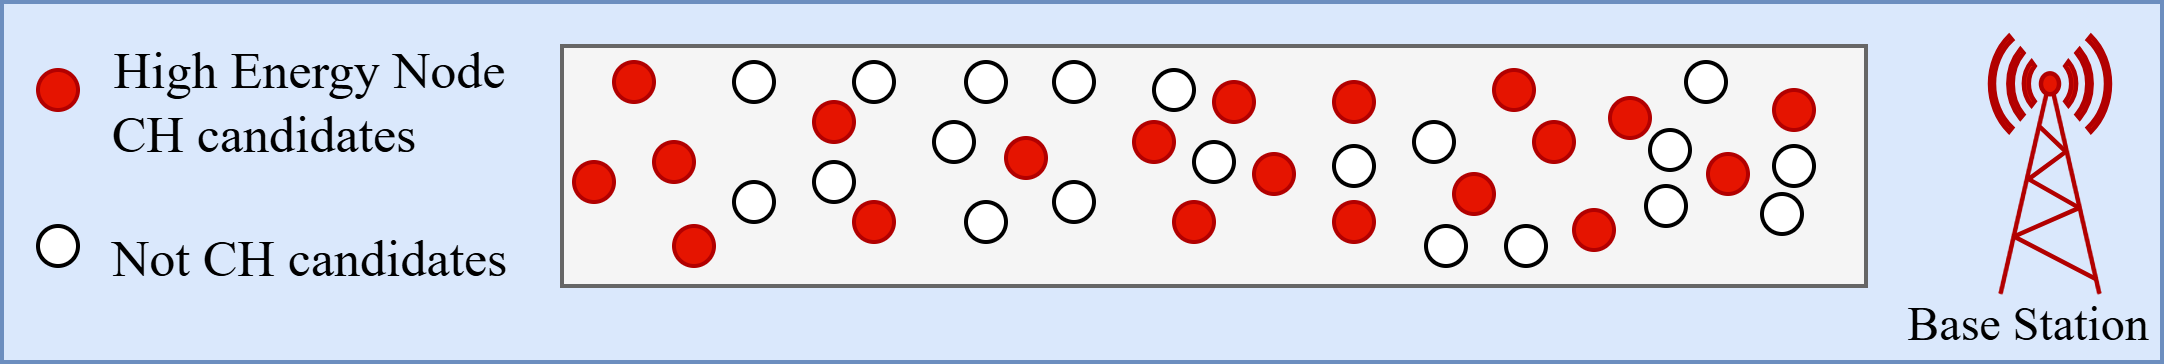 High Energy Node
CH candidates
Not CH candidates
Base Station